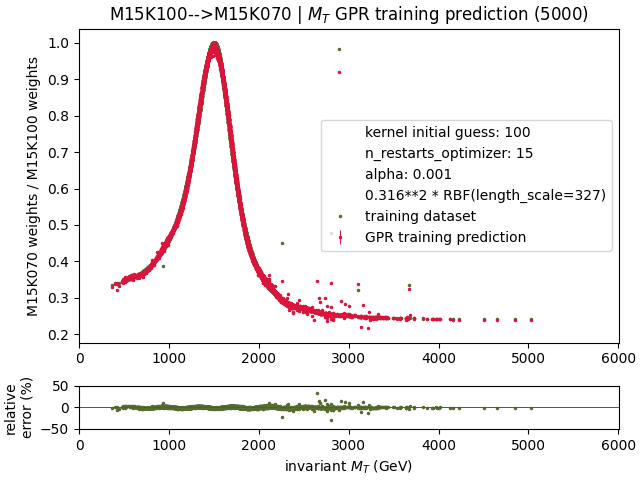 M15K100-->M15K070 | M_T GPR training prediction (5000)
M15K070 weights / M15K100 weights
1.0
0.9
0.8
0.7
0.6
0.5
0.4
0.3
0.2
kernel initial guess: 100
n_restarts_optimizer: 15
alpha: 0.001
0.316**2 * RBF(length_scale=327)
training dataset
GPR training prediction
0 1000 2000 3000 4000 5000 6000
relative
error (%)
50
0
−50
0 1000 2000 3000 4000 5000 6000
invariant M_T (GeV)